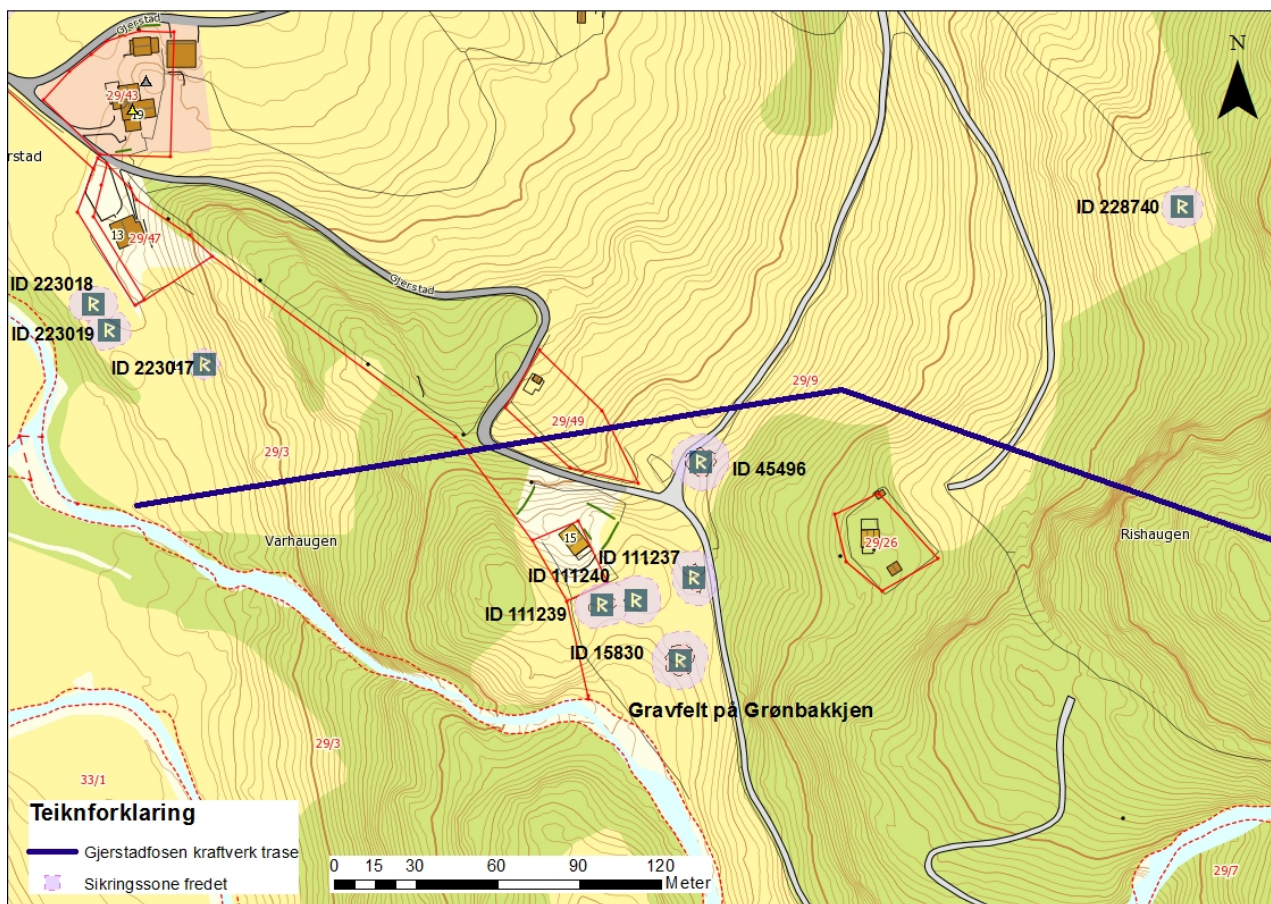 Gjerstad
N
29/43
19
rstad
ID 228740
13
29/47
Gjerstad
ID 223018
ID 223019
ID 223017
29/9
29/49
29/3
ID 45496
Varhaugen
15
ID 111237
29/26
Rishaugen
ID 111240
ID 111239
ID 15830
Gravfelt på Grønbakkjen
29/3
33/1
Teiknforklaring
Gjerstadfosen kraftverk trase
Sikringssone fredet
0 15 30 60 90 120
Meter
29/7